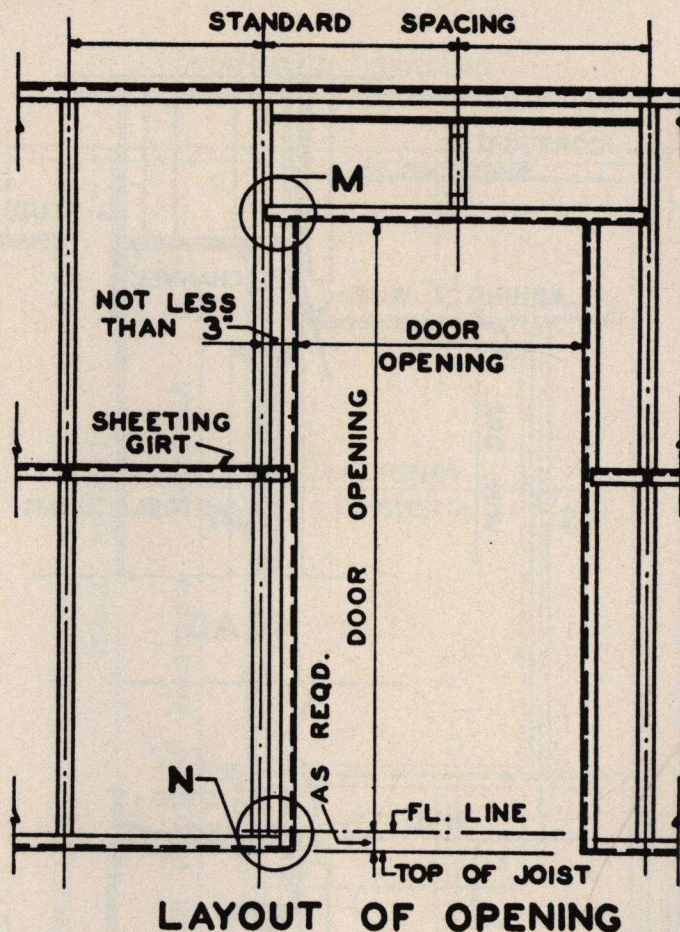 STANDARD SPACING
M
NOT LESS
THAN 3"
DOOR
OPENING
SHEETING
GIRT
DOOR OPENING
AS REQD.
N
FL. LINE
TOP OF JOIST
LAYOUT OF OPENING